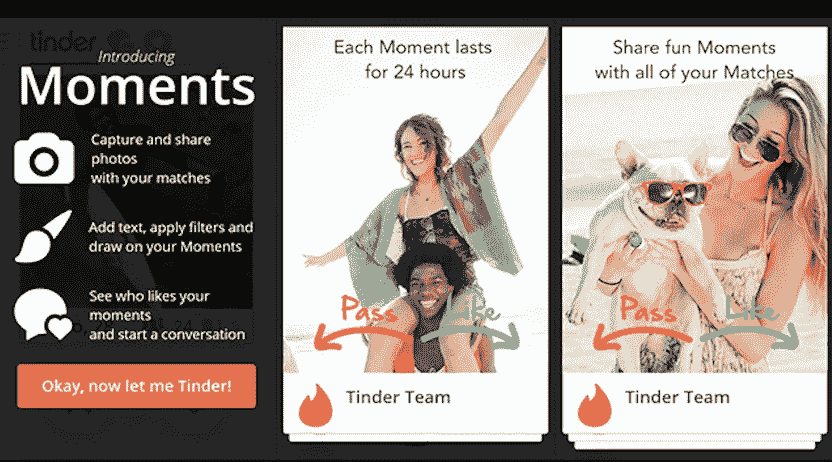 tinder
Introducing
Moments
Capture and share
photos
with your matches
Add text, apply filters and
draw on your Moments
See who likes your
moments
and start a conversation
Okay, now let me Tinder!
Each Moment lasts
for 24 hours
Pass
Like
Tinder Team
Share fun Moments
with all of your Matches
Pass
Like
Tinder Team